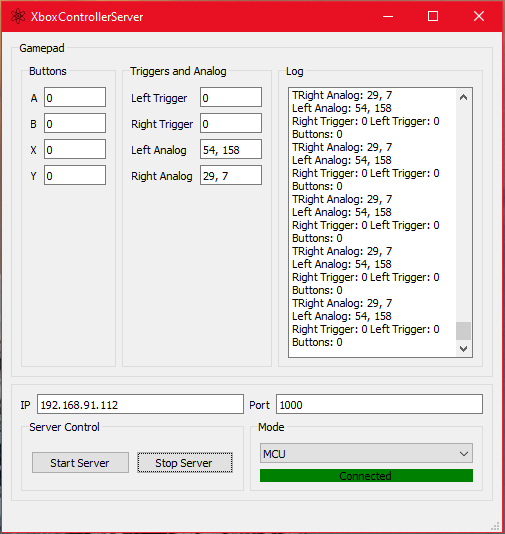 XboxControllerServer
Gamepad
Buttons
A 0
B 0
X 0
Y 0
Triggers and Analog
Left Trigger 0
Right Trigger 0
Left Analog 54, 158
Right Analog 29, 7
Log
TRight Analog: 29, 7
Left Analog: 54, 158
Right Trigger: 0 Left Trigger: 0
Buttons: 0
TRight Analog: 29, 7
Left Analog: 54, 158
Right Trigger: 0 Left Trigger: 0
Buttons: 0
TRight Analog: 29, 7
Left Analog: 54, 158
Right Trigger: 0 Left Trigger: 0
Buttons: 0
TRight Analog: 29, 7
Left Analog: 54, 158
Right Trigger: 0 Left Trigger: 0
Buttons: 0
TRight Analog: 29, 7
Left Analog: 54, 158
Right Trigger: 0 Left Trigger: 0
Buttons: 0
IP 192.168.91.112 Port 1000
Server Control
Start Server Stop Server
Mode
MCU
Connected